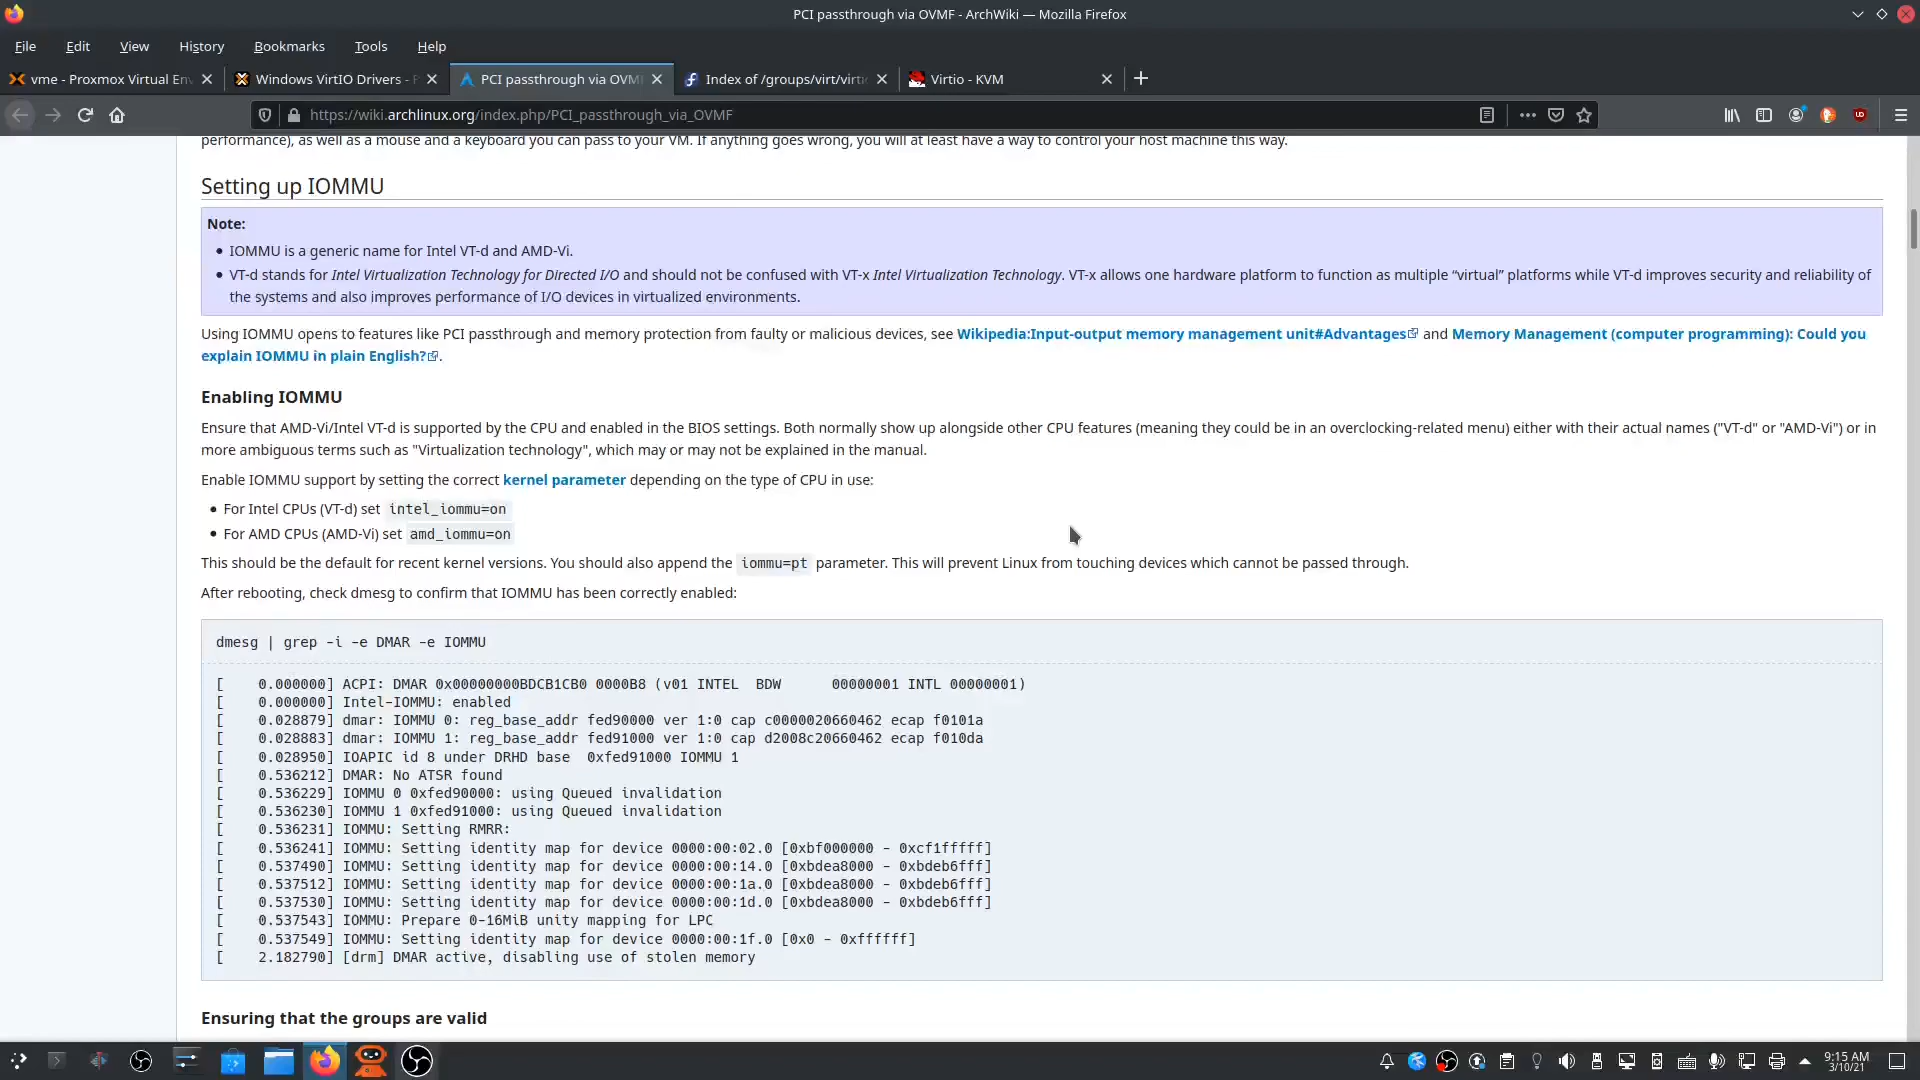 PCI passthrough via OVMF - ArchWiki — Mozilla Firefox
File Edit View History Bookmarks Tools Help
vme - Proxmox Virtual En
Windows VirtIO Drivers - P
PCI passthrough via OVM
Index of /groups/virt/virti
Virtio - KVM
https://wiki.archlinux.org/index.php/PCI_passthrough_via_OVMF
performance), as well as a mouse and a keyboard you can pass to your VM. If anything goes wrong, you will at least have a way to control your host machine this way.
Setting up IOMMU
Note:
IOMMU is a generic name for Intel VT-d and AMD-Vi.
VT-d stands for Intel Virtualization Technology for Directed I/O and should not be confused with VT-x Intel Virtualization Technology. VT-x allows one hardware platform to function as multiple “virtual” platforms while VT-d improves security and reliability of
the systems and also improves performance of I/O devices in virtualized environments.
Using IOMMU opens to features like PCI passthrough and memory protection from faulty or malicious devices, see Wikipedia:Input-output memory management unit#Advantages and Memory Management (computer programming): Could you
explain IOMMU in plain English?.
Enabling IOMMU
Ensure that AMD-Vi/Intel VT-d is supported by the CPU and enabled in the BIOS settings. Both normally show up alongside other CPU features (meaning they could be in an overclocking-related menu) either with their actual names ("VT-d" or "AMD-Vi") or in
more ambiguous terms such as "Virtualization technology", which may or may not be explained in the manual.
Enable IOMMU support by setting the correct kernel parameter depending on the type of CPU in use:
For Intel CPUs (VT-d) set intel_iommu=on
For AMD CPUs (AMD-Vi) set amd_iommu=on
This should be the default for recent kernel versions. You should also append the iommu=pt parameter. This will prevent Linux from touching devices which cannot be passed through.
After rebooting, check dmesg to confirm that IOMMU has been correctly enabled:
dmesg | grep -i -e DMAR -e IOMMU
[    0.000000] ACPI: DMAR 0x00000000BDCB1CB0 0000B8 (v01 INTEL  BDW      00000001 INTL 00000001)
[    0.000000] Intel-IOMMU: enabled
[    0.028879] dmar: IOMMU 0: reg_base_addr fed90000 ver 1:0 cap c0000020660462 ecap f0101a
[    0.028883] dmar: IOMMU 1: reg_base_addr fed91000 ver 1:0 cap d2008c20660462 ecap f010da
[    0.028950] IOAPIC id 8 under DRHD base  0xfed91000 IOMMU 1
[    0.536212] DMAR: No ATSR found
[    0.536229] IOMMU 0 0xfed90000: using Queued invalidation
[    0.536230] IOMMU 1 0xfed91000: using Queued invalidation
[    0.536231] IOMMU: Setting RMRR:
[    0.536241] IOMMU: Setting identity map for device 0000:00:02.0 [0xbf000000 - 0xcf1fffff]
[    0.537490] IOMMU: Setting identity map for device 0000:00:14.0 [0xbdea8000 - 0xbdeb6fff]
[    0.537512] IOMMU: Setting identity map for device 0000:00:1a.0 [0xbdea8000 - 0xbdeb6fff]
[    0.537530] IOMMU: Setting identity map for device 0000:00:1d.0 [0xbdea8000 - 0xbdeb6fff]
[    0.537543] IOMMU: Prepare 0-16MiB unity mapping for LPC
[    0.537549] IOMMU: Setting identity map for device 0000:00:1f.0 [0x0 - 0xffffff]
[    2.182790] [drm] DMAR active, disabling use of stolen memory
Ensuring that the groups are valid
9:15 AM
3/10/21